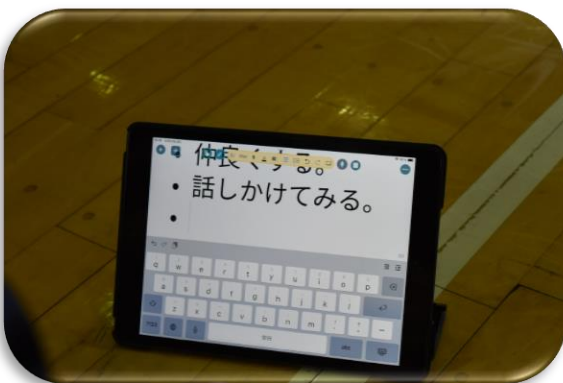 • 仲良くする。
• 話しかけてみる。
•
q w e r t y u i o p
a s d f g h j k l
z x c v b n m